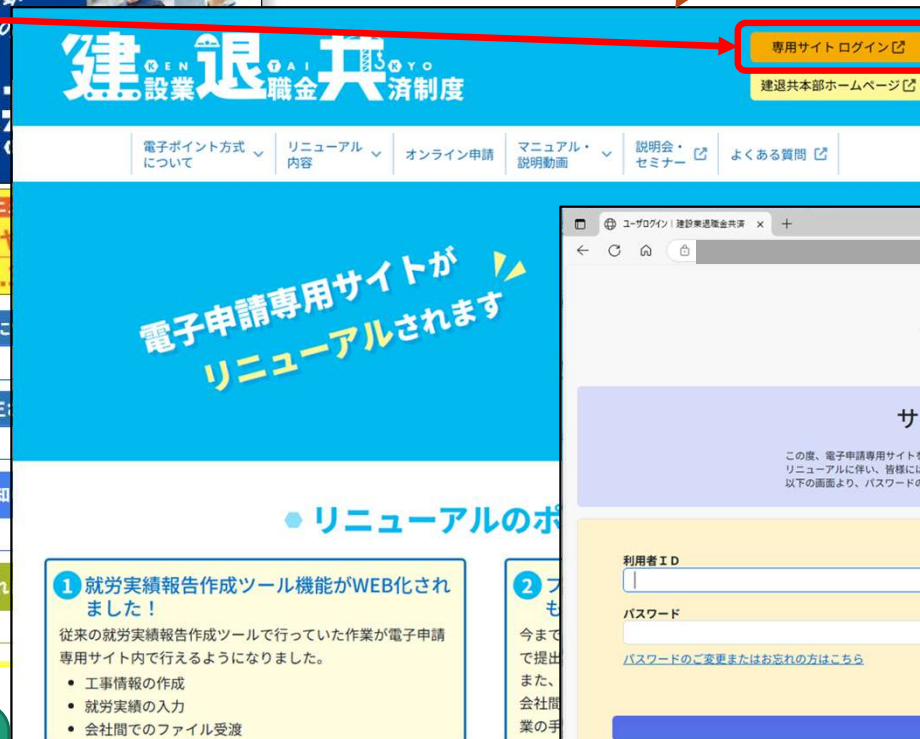 建設業退職金共済制度
KEN
TAI
KYO
専用サイト ログイン
建退共本部ホームページ
電子ポイント方式
について
リニューアル
内容
オンライン申請
マニュアル・
説明動画
説明会・
セミナー
よくある質問
電子申請専用サイトが
リニューアルされます
リニューアルのポ
1 就労実績報告作成ツール機能がWEB化され
ました!
従来の就労実績報告作成ツールで行っていた作業が電子申請
専用サイト内で行えるようになりました。
• 工事情報の作成
• 就労実績の入力
• 会社間でのファイル受渡
2 フ
も
今まで
で提出
また、
会社間
業の手
ユーザログイン | 建設業退職金共済
サ
この度、電子申請専用サイトを
リニューアルに伴い、皆様には
以下の画面より、パスワードの
利用者ID
パスワード
パスワードのご変更またはお忘れの方はこちら